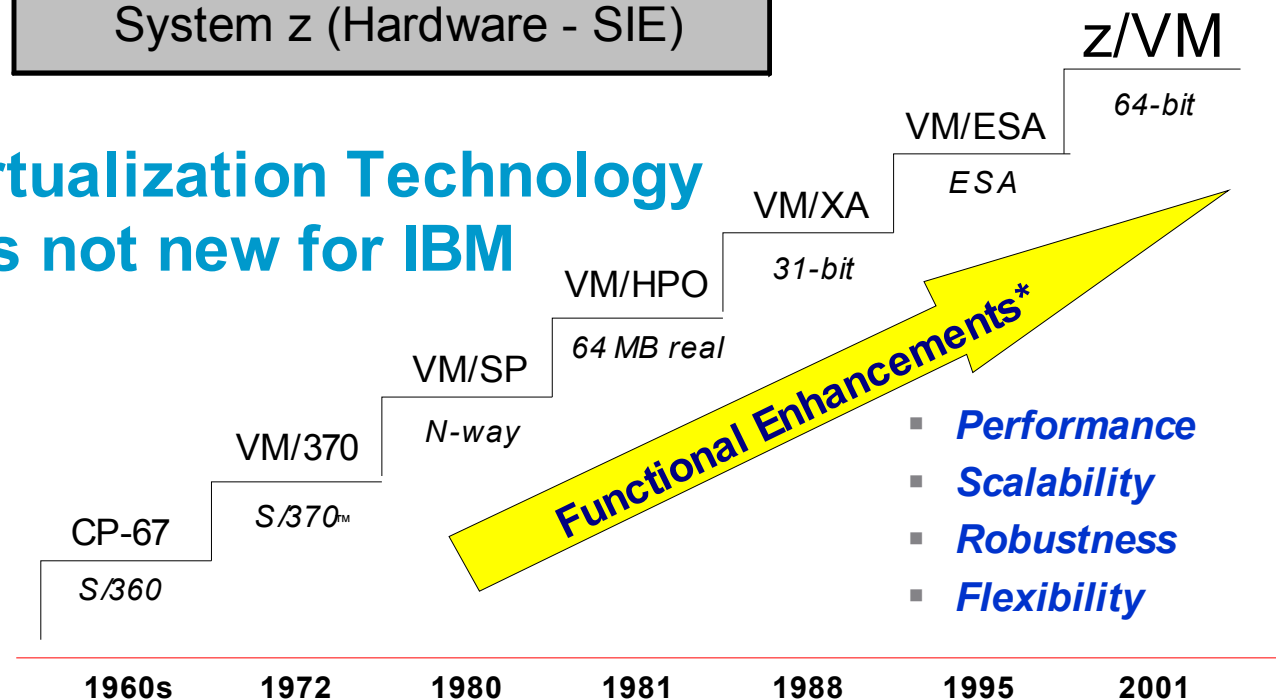 System z (Hardware - SIE)
rtualization Technology
s not new for IBM
z/VM
64-bit
VM/ESA
ESA
VM/XA
31-bit
VM/HPO
64 MB real
VM/SP
N-way
VM/370
S/370™
CP-67
S/360
Functional Enhancements*
▪ Performance
▪ Scalability
▪ Robustness
▪ Flexibility
1960s 1972 1980 1981 1988 1995 2001